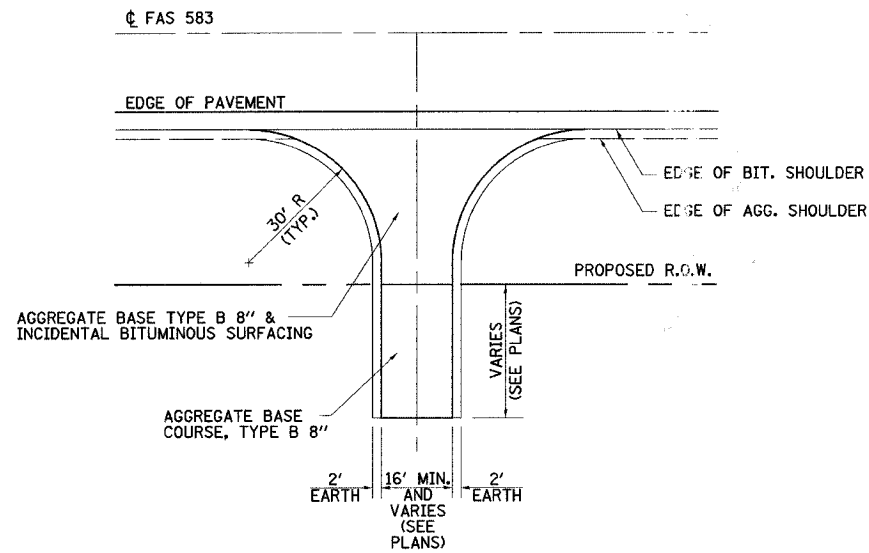 ℄ FAS 583
EDGE OF PAVEMENT
EDGE OF BIT. SHOULDER
EDGE OF AGG. SHOULDER
30' R
(TYP.)
PROPOSED R.O.W.
AGGREGATE BASE TYPE B 8" &
INCIDENTAL BITUMINOUS SURFACING
VARIES
(SEE PLANS)
AGGREGATE BASE
COURSE, TYPE B 8"
2'
EARTH
16' MIN.
AND
VARIES
(SEE
PLANS)
2'
EARTH